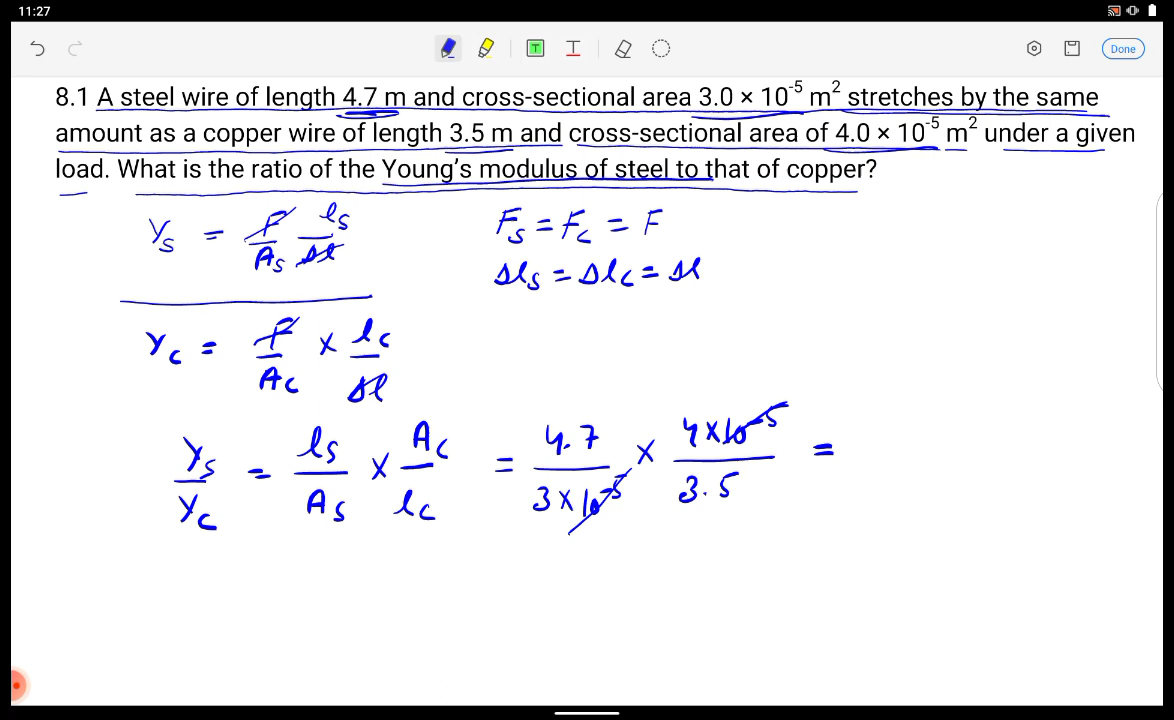 11:27
T T Done
8.1 A steel wire of length 4.7 m and cross-sectional area 3.0 × 10⁻⁵ m² stretches by the same
amount as a copper wire of length 3.5 m and cross-sectional area of 4.0 × 10⁻⁵ m² under a given
load. What is the ratio of the Young's modulus of steel to that of copper?
Ys = F/As ls/Δl
Fs = Fc = F
Δls = Δlc = Δl
Yc = F/Ac × lc/Δl
Ys/Yc = ls/As × Ac/lc = 4.7/3×10⁻⁵ × 4×10⁻⁵/3.5 =